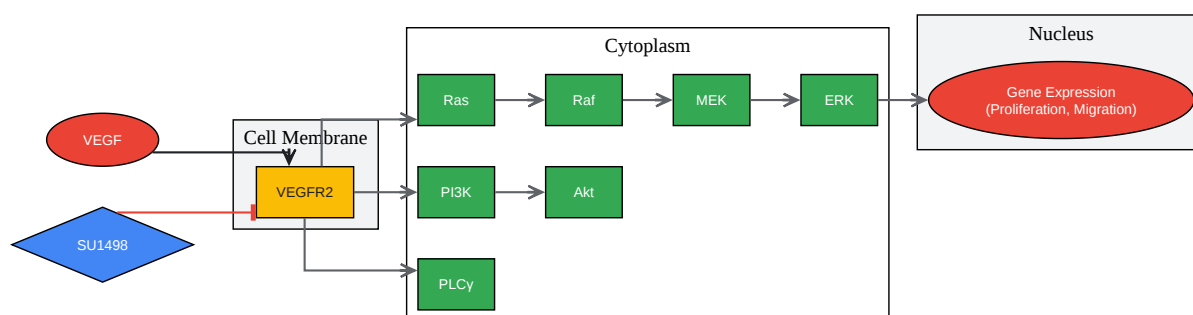 Nucleus
Cytoplasm
Gene Expression
(Proliferation, Migration)
Ras
Raf
MEK
ERK
VEGF
Cell Membrane
VEGFR2
PI3K
Akt
SU1498
PLCγ